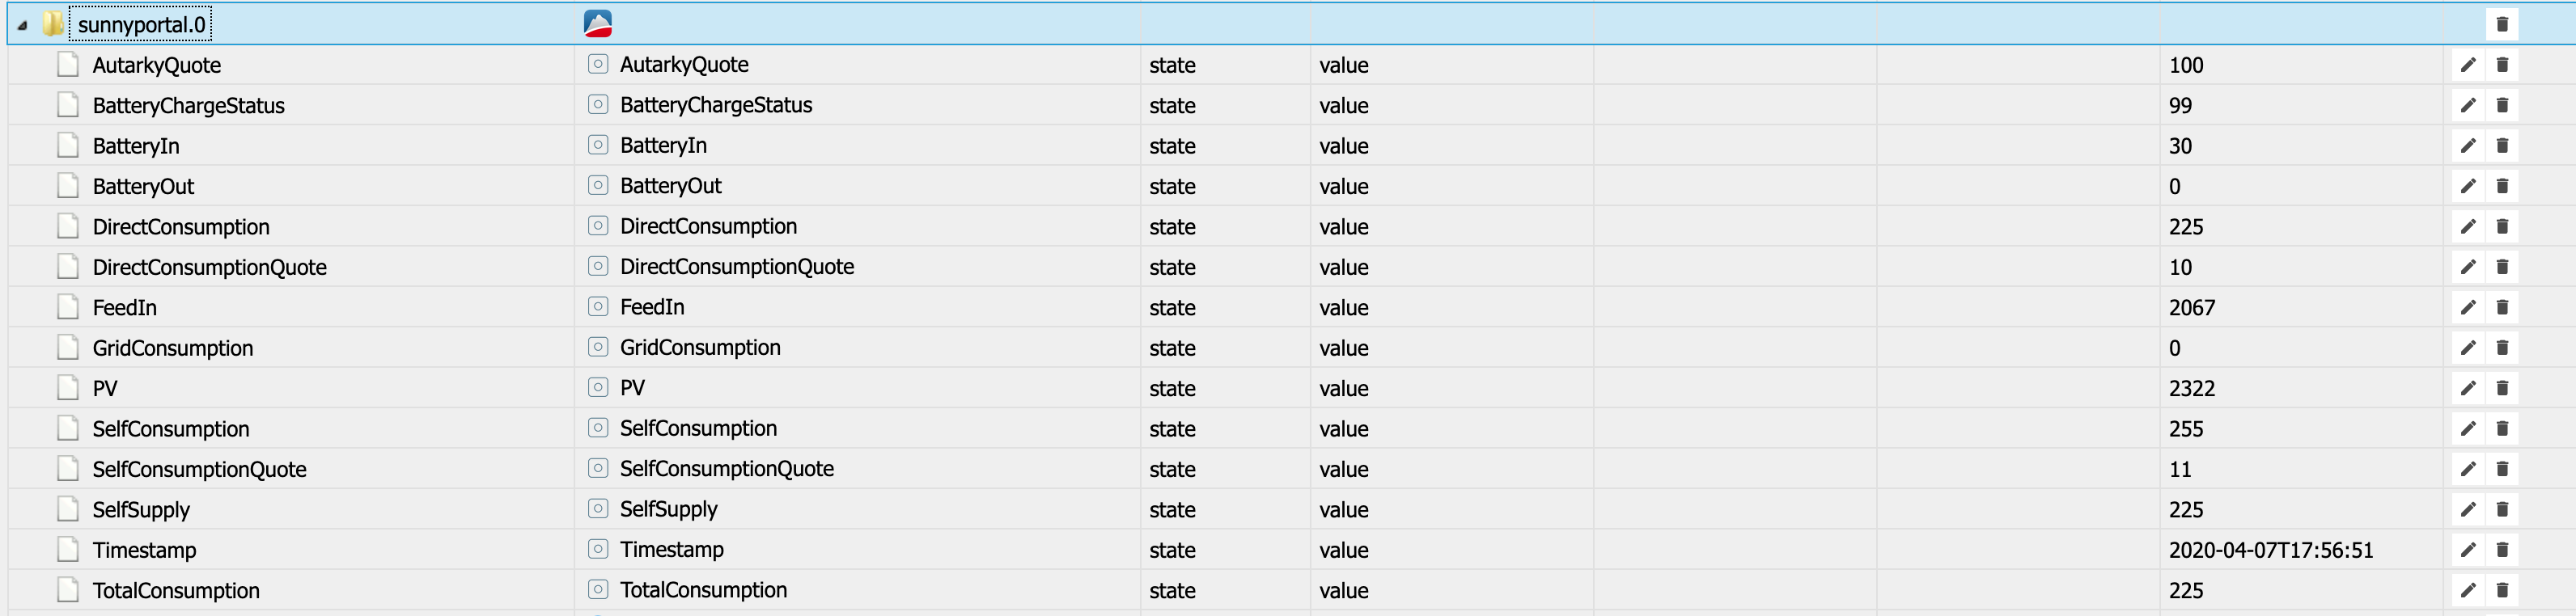 sunnyportal.0
AutarkyQuote AutarkyQuote state value 100
BatteryChargeStatus BatteryChargeStatus state value 99
BatteryIn BatteryIn state value 30
BatteryOut BatteryOut state value 0
DirectConsumption DirectConsumption state value 225
DirectConsumptionQuote DirectConsumptionQuote state value 10
FeedIn FeedIn state value 2067
GridConsumption GridConsumption state value 0
PV PV state value 2322
SelfConsumption SelfConsumption state value 255
SelfConsumptionQuote SelfConsumptionQuote state value 11
SelfSupply SelfSupply state value 225
Timestamp Timestamp state value 2020-04-07T17:56:51
TotalConsumption TotalConsumption state value 225